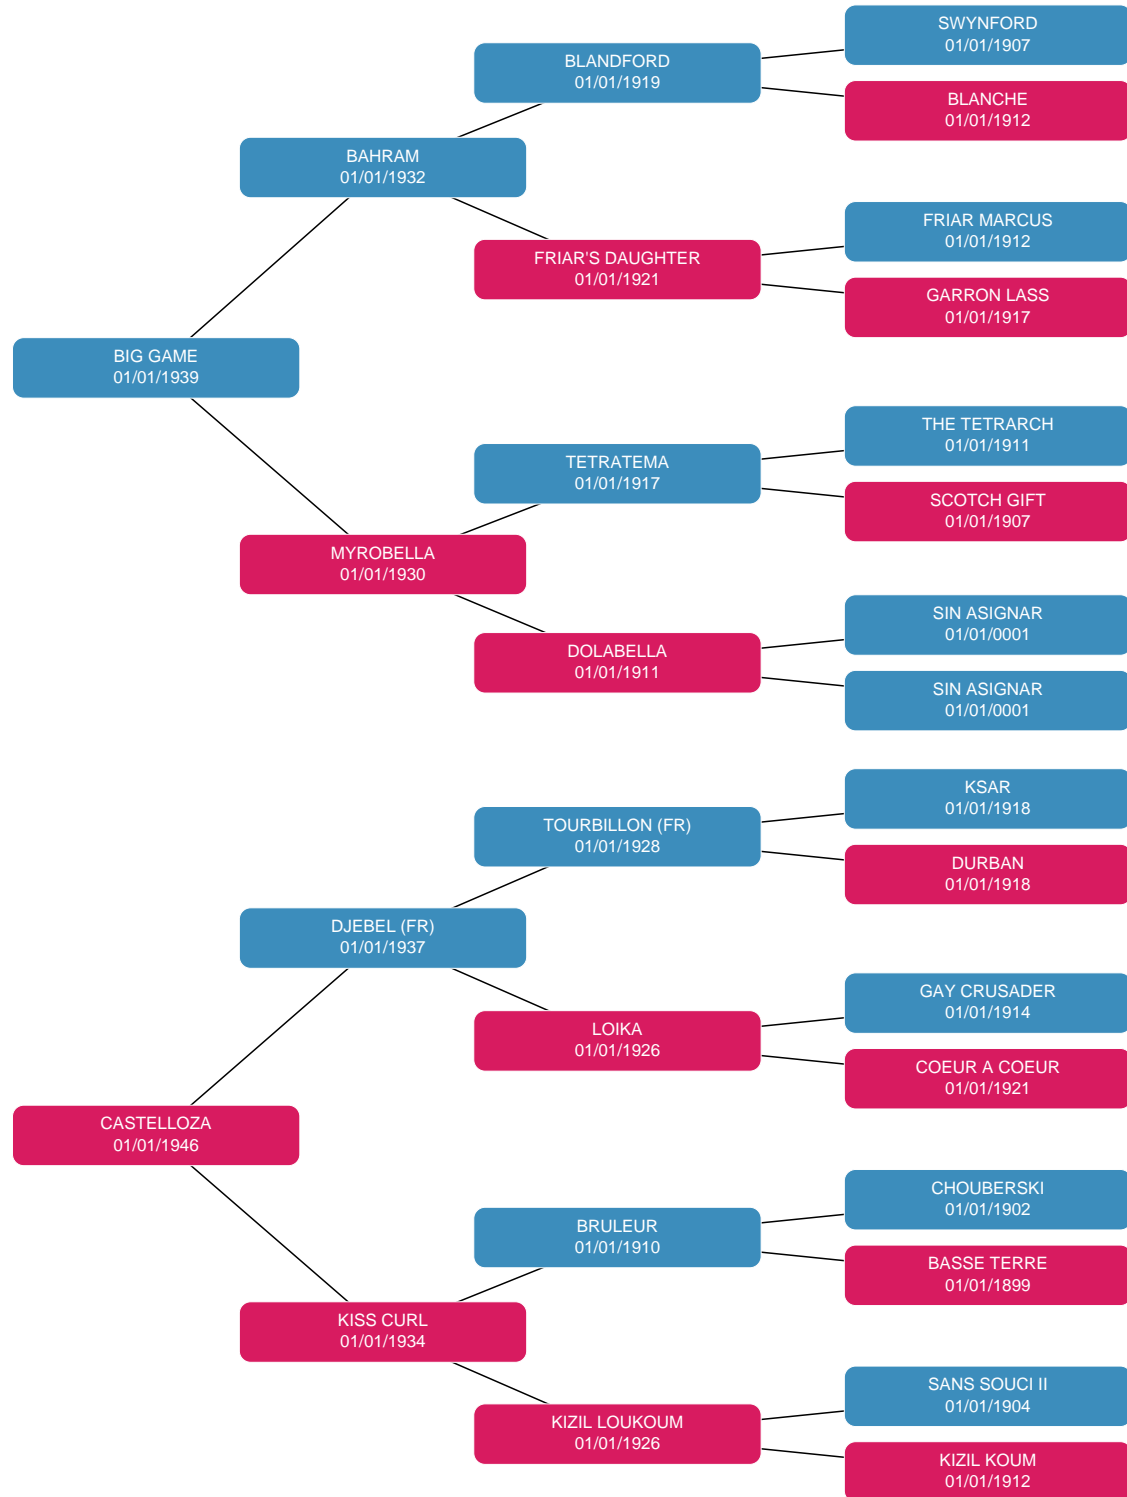 SWYNFORD
01/01/1907
BLANDFORD
01/01/1919
BLANCHE
01/01/1912
BAHRAM
01/01/1932
FRIAR MARCUS
01/01/1912
FRIAR'S DAUGHTER
01/01/1921
GARRON LASS
01/01/1917
BIG GAME
01/01/1939
THE TETRARCH
01/01/1911
TETRATEMA
01/01/1917
SCOTCH GIFT
01/01/1907
MYROBELLA
01/01/1930
SIN ASIGNAR
01/01/0001
DOLABELLA
01/01/1911
SIN ASIGNAR
01/01/0001
KSAR
01/01/1918
TOURBILLON (FR)
01/01/1928
DURBAN
01/01/1918
DJEBEL (FR)
01/01/1937
GAY CRUSADER
01/01/1914
LOIKA
01/01/1926
COEUR A COEUR
01/01/1921
CASTELLOZA
01/01/1946
CHOUBERSKI
01/01/1902
BRULEUR
01/01/1910
BASSE TERRE
01/01/1899
KISS CURL
01/01/1934
SANS SOUCI II
01/01/1904
KIZIL LOUKOUM
01/01/1926
KIZIL KOUM
01/01/1912